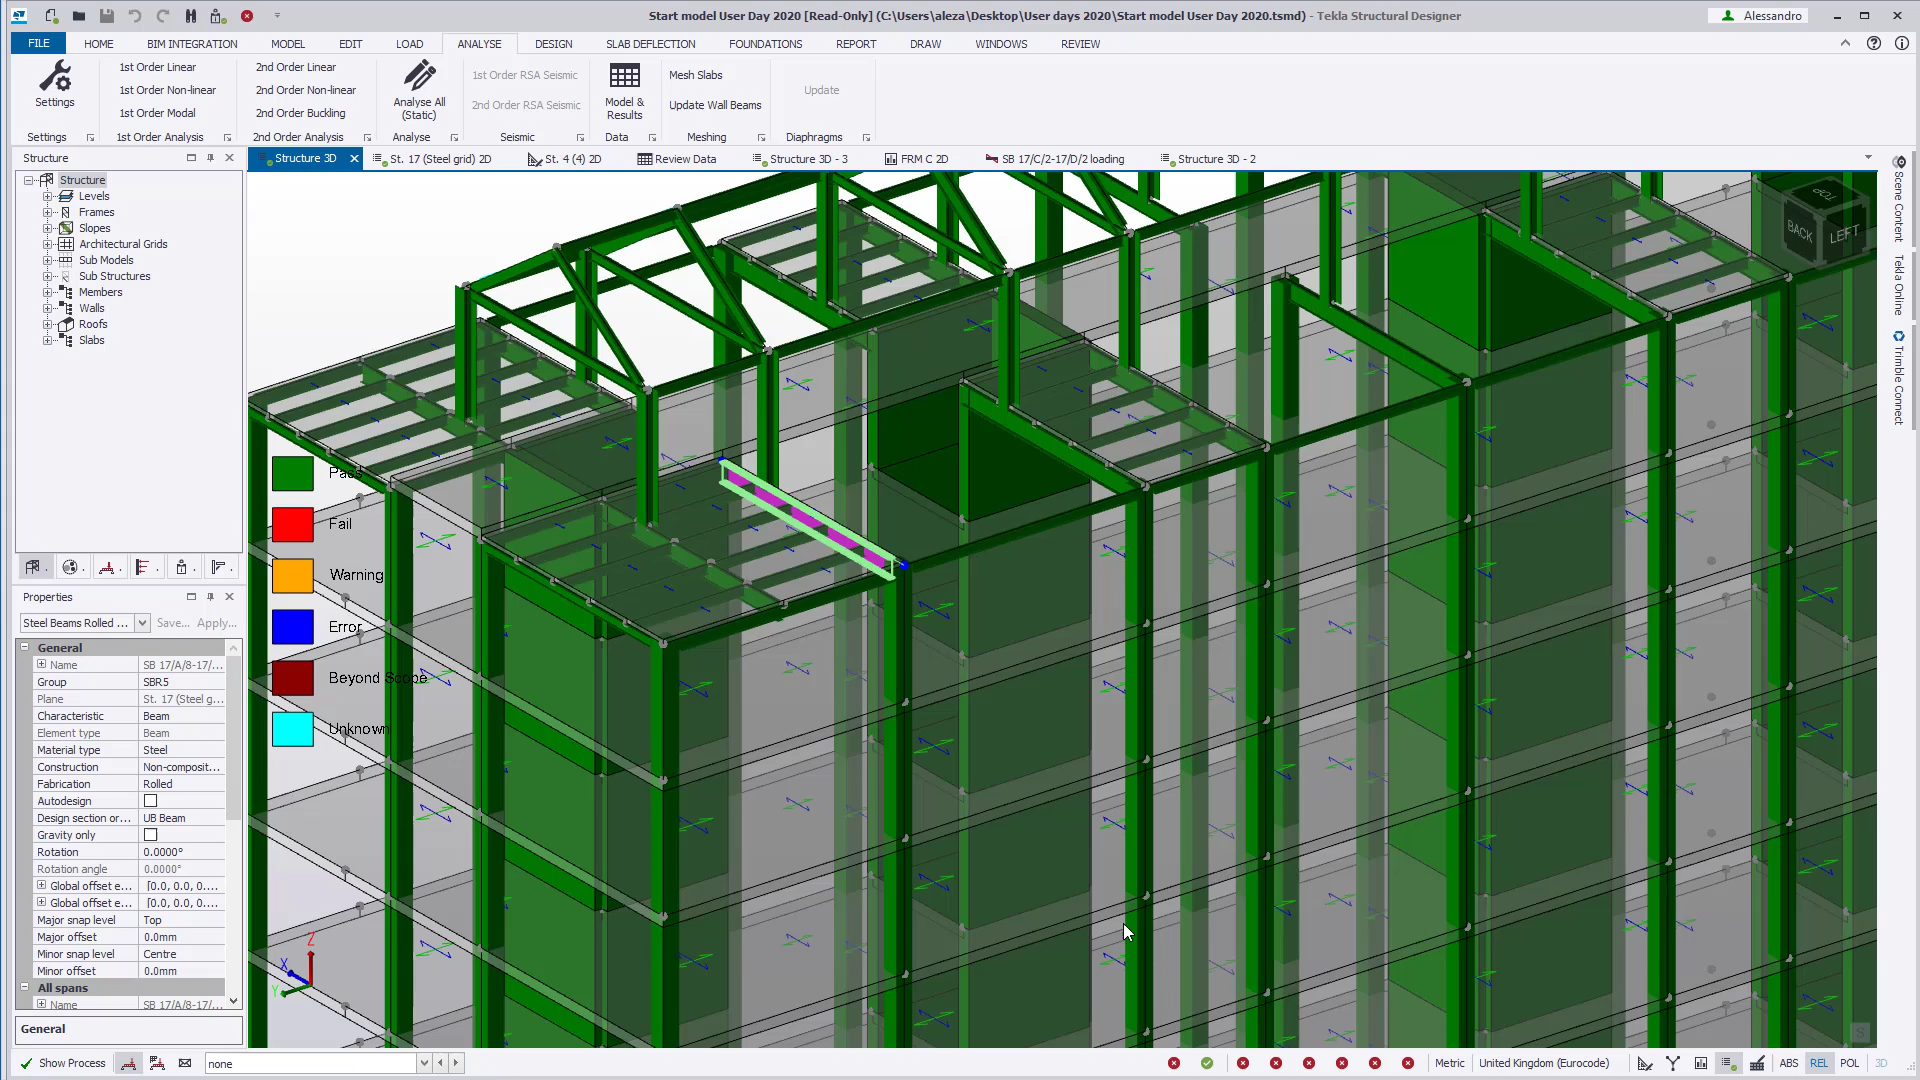 Start model User Day 2020 [Read-Only] (C:\Users\aleza\Desktop\User days 2020\Start model User Day 2020.tsmd) - Tekla Structural Designer
Alessandro
FILE HOME BIM INTEGRATION MODEL EDIT LOAD ANALYSE DESIGN SLAB DEFLECTION FOUNDATIONS REPORT DRAW WINDOWS REVIEW
1st Order Linear 2nd Order Linear
1st Order RSA Seismic Mesh Slabs
1st Order Non-linear 2nd Order Non-linear Update
Settings Analyse All (Static) Model & Results
2nd Order RSA Seismic Update Wall Beams
1st Order Modal 2nd Order Buckling
Settings 1st Order Analysis 2nd Order Analysis Analyse Seismic Data Meshing Diaphragms
Structure
Structure 3D St. 17 (Steel grid) 2D St. 4 (4) 2D Review Data Structure 3D - 3 FRM C 2D SB 17/C/2-17/D/2 loading Structure 3D - 2
Structure
Levels
Frames
Slopes
Architectural Grids
Sub Models
Sub Structures
Members
Walls
Roofs
Slabs
TOP
BACK
LEFT
Scene Content
Tekla Online
Trimble Connect
Pass
Fail
Warning
Error
Beyond Scope
Unknown
Z
X
Y
Properties
Steel Beams Rolled ... Save... Apply...
General
Name SB 17/A/8-17/...
Group SBR5
Plane St. 17 (Steel g...
Characteristic Beam
Element type Beam
Material type Steel
Construction Non-composit...
Fabrication Rolled
Autodesign
Design section or... UB Beam
Gravity only
Rotation 0.0000°
Rotation angle 0.0000°
Global offset e... [0.0, 0.0, 0....
Global offset e... [0.0, 0.0, 0....
Major snap level Top
Major offset 0.0mm
Minor snap level Centre
Minor offset 0.0mm
All spans
Name SB 17/A/8-17/...
General
Show Process none Metric United Kingdom (Eurocode) ABS REL POL 3D